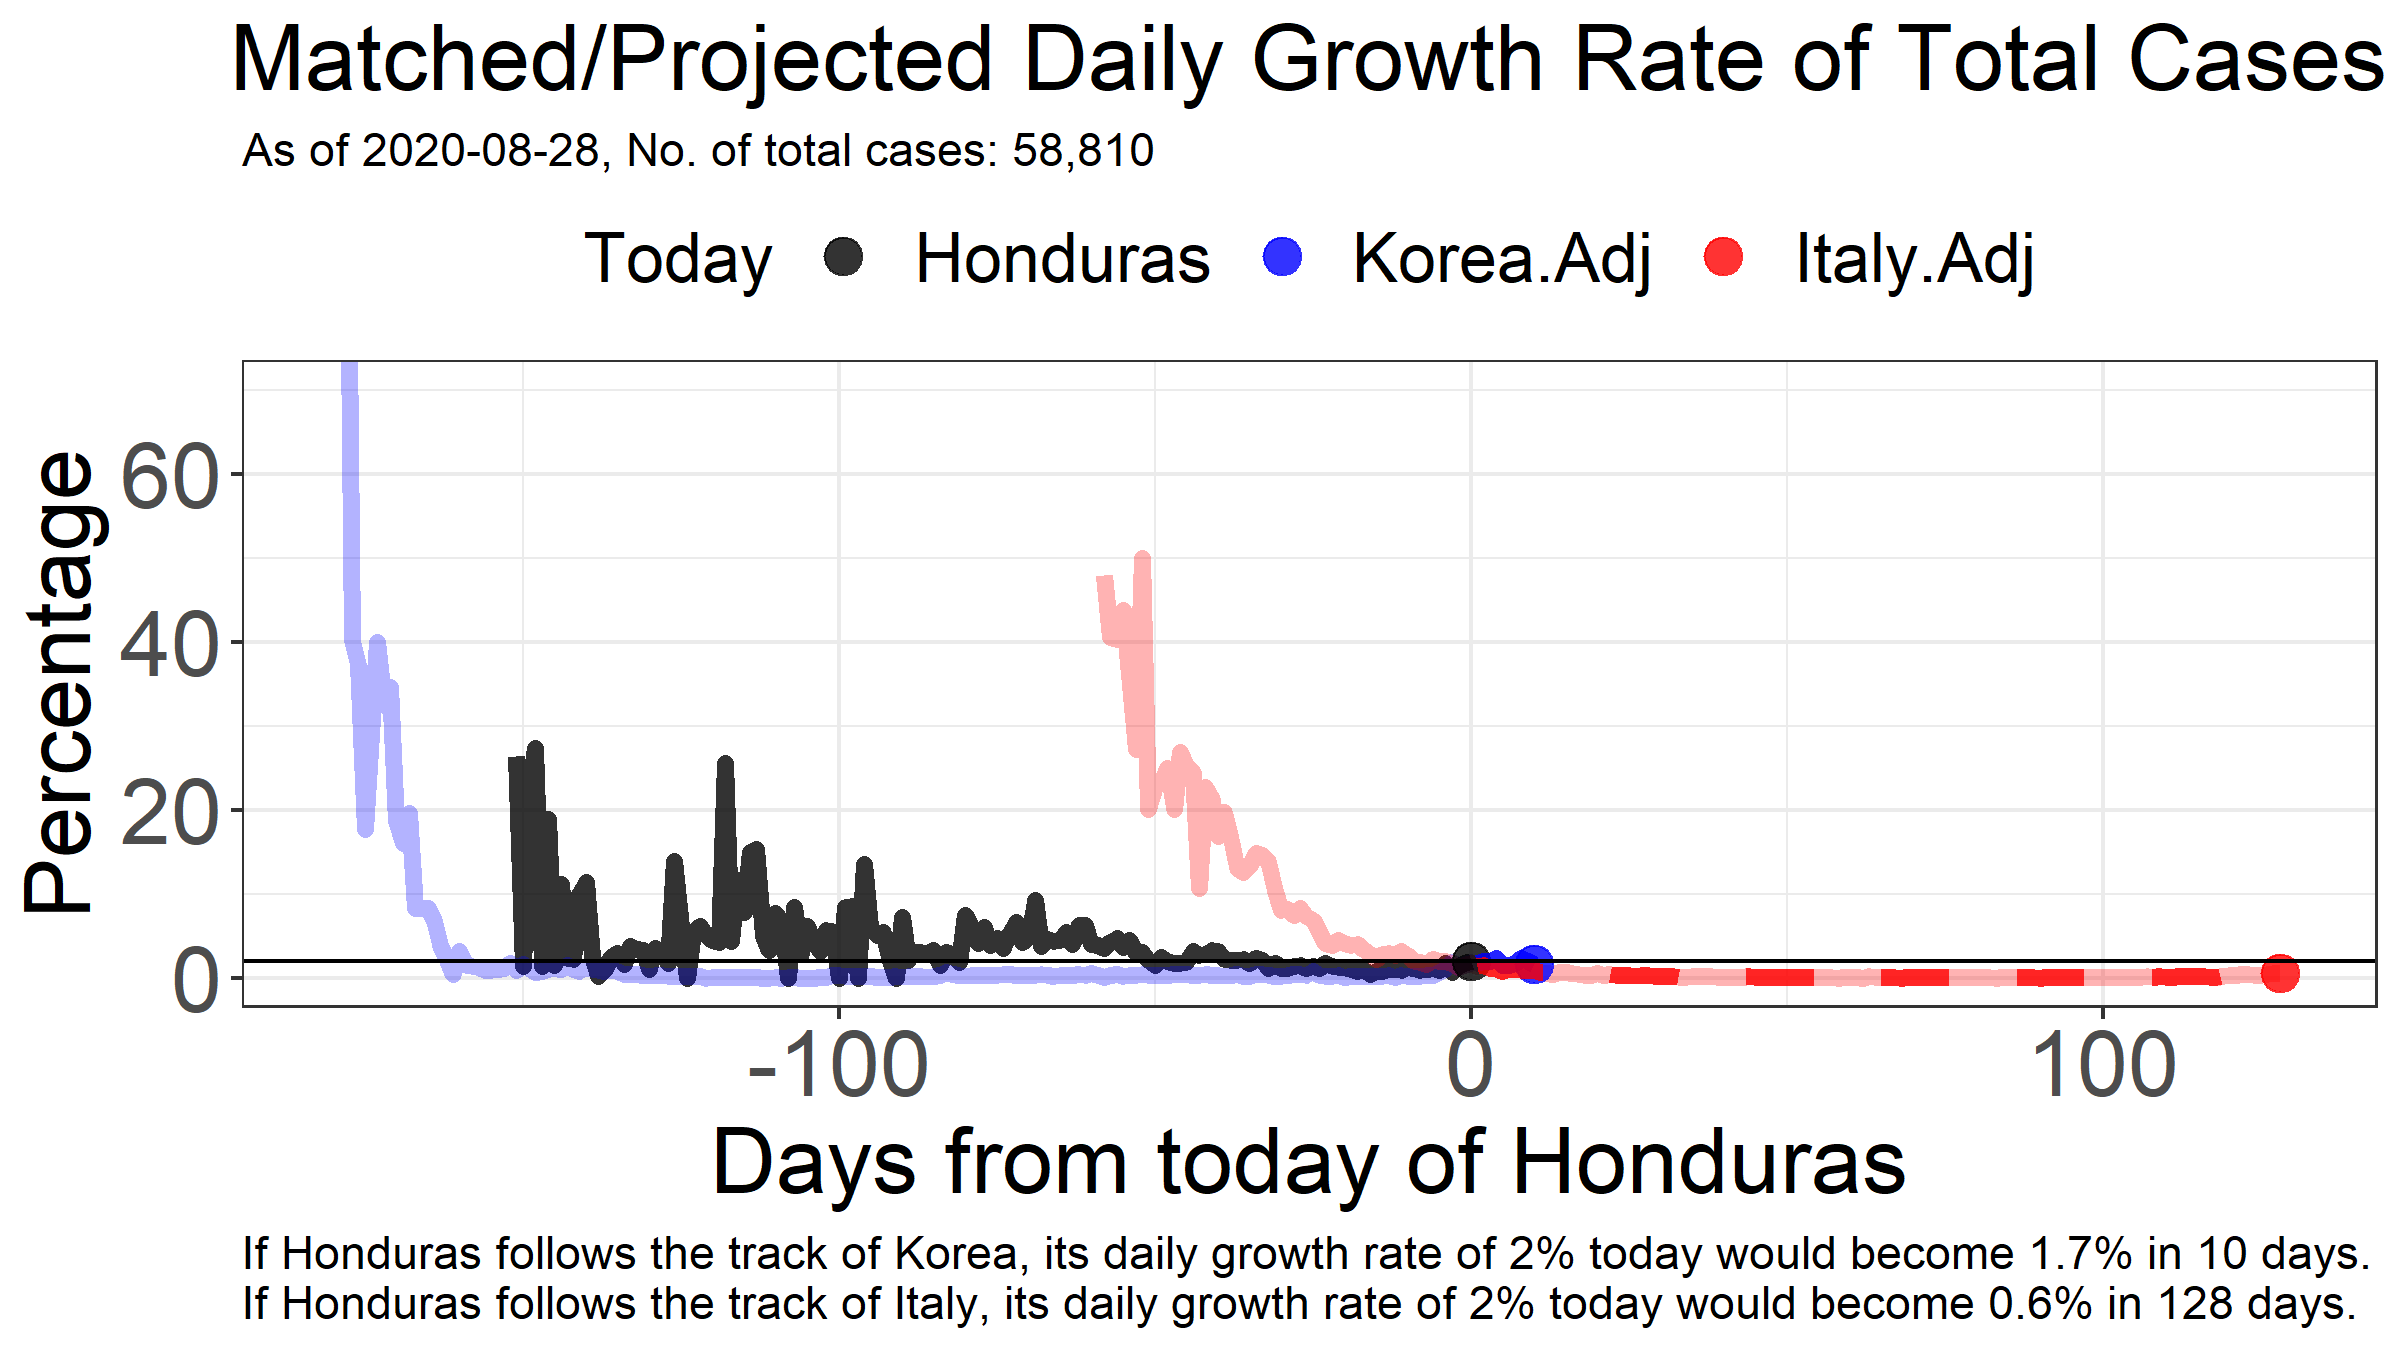 Matched/Projected Daily Growth Rate of Total Cases
As of 2020-08-28, No. of total cases: 58,810
Today Honduras Korea.Adj Italy.Adj
Percentage
60
40
20
0
-100 0 100
Days from today of Honduras
If Honduras follows the track of Korea, its daily growth rate of 2% today would become 1.7% in 10 days.
If Honduras follows the track of Italy, its daily growth rate of 2% today would become 0.6% in 128 days.